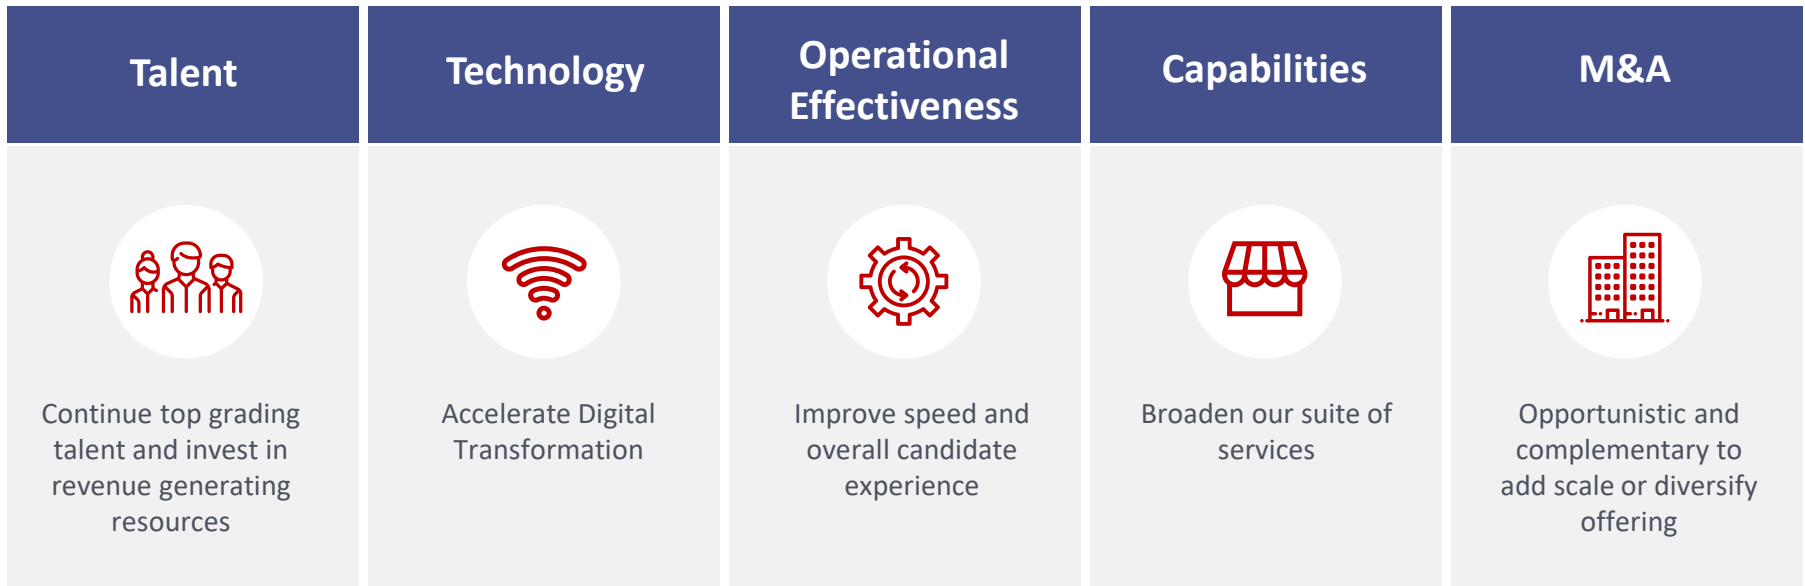 Talent
Continue top grading
talent and invest in
revenue generating
resources
Technology
Accelerate Digital
Transformation
Operational
Effectiveness
Improve speed and
overall candidate
experience
Capabilities
Broaden our suite of
services
M&A
Opportunistic and
complementary to
add scale or diversify
offering